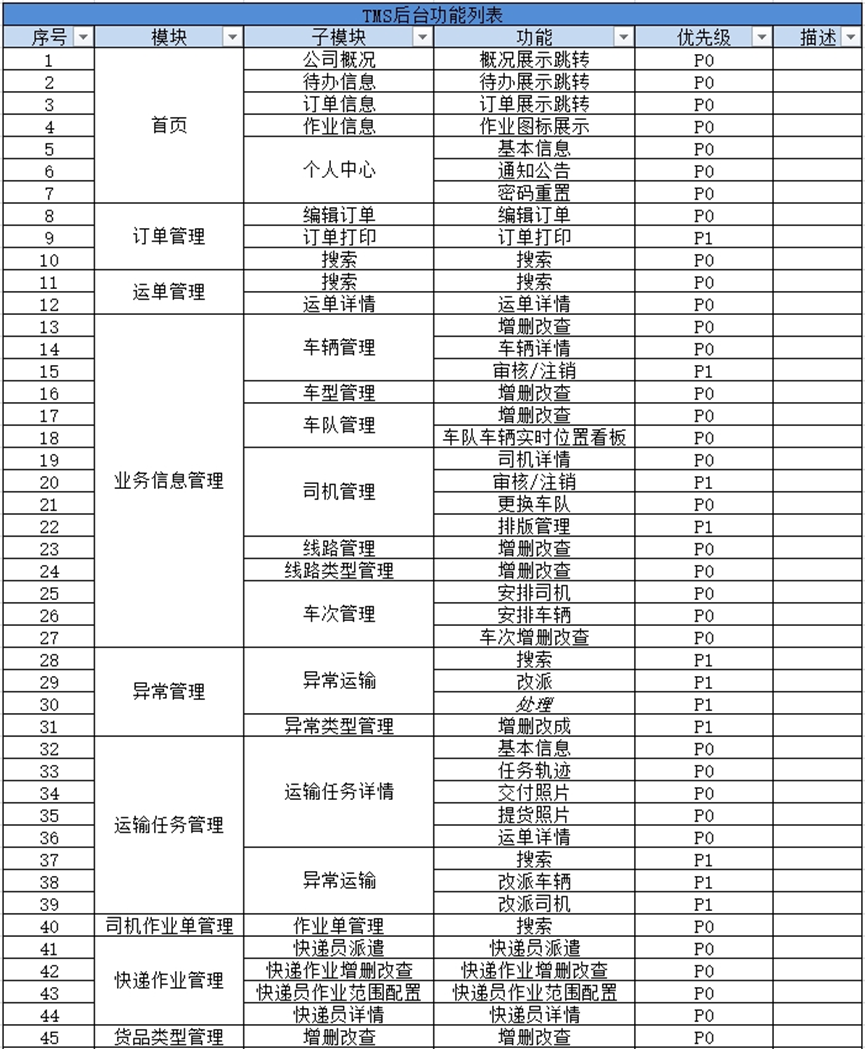 TMS后台功能列表
序号 模块 子模块 功能 优先级 描述
1 首页 公司概况 概况展示跳转 P0
2 待办信息 待办展示跳转 P0
3 订单信息 订单展示跳转 P0
4 作业信息 作业图标展示 P0
5 个人中心 基本信息 P0
6 通知公告 P0
7 密码重置 P0
8 订单管理 编辑订单 编辑订单 P0
9 订单打印 订单打印 P1
10 搜索 搜索 P0
11 运单管理 搜索 搜索 P0
12 运单详情 运单详情 P0
13 业务信息管理 车辆管理 增删改查 P0
14 车辆详情 P0
15 审核/注销 P1
16 车型管理 增删改查 P0
17 车队管理 增删改查 P0
18 车队车辆实时位置看板 P0
19 司机管理 司机详情 P0
20 审核/注销 P1
21 更换车队 P0
22 排版管理 P1
23 线路管理 增删改查 P0
24 线路类型管理 增删改查 P0
25 车次管理 安排司机 P0
26 安排车辆 P0
27 车次增删改查 P0
28 异常管理 异常运输 搜索 P1
29 改派 P1
30 处理 P1
31 异常类型管理 增删改成 P1
32 运输任务管理 运输任务详情 基本信息 P0
33 任务轨迹 P0
34 交付照片 P0
35 提货照片 P0
36 运单详情 P0
37 异常运输 搜索 P1
38 改派车辆 P1
39 改派司机 P1
40 司机作业单管理 作业单管理 搜索 P0
41 快递作业管理 快递员派遣 快递员派遣 P0
42 快递作业增删改查 快递作业增删改查 P0
43 快递员作业范围配置 快递员作业范围配置 P0
44 快递员详情 快递员详情 P0
45 货品类型管理 增删改查 增删改查 P0